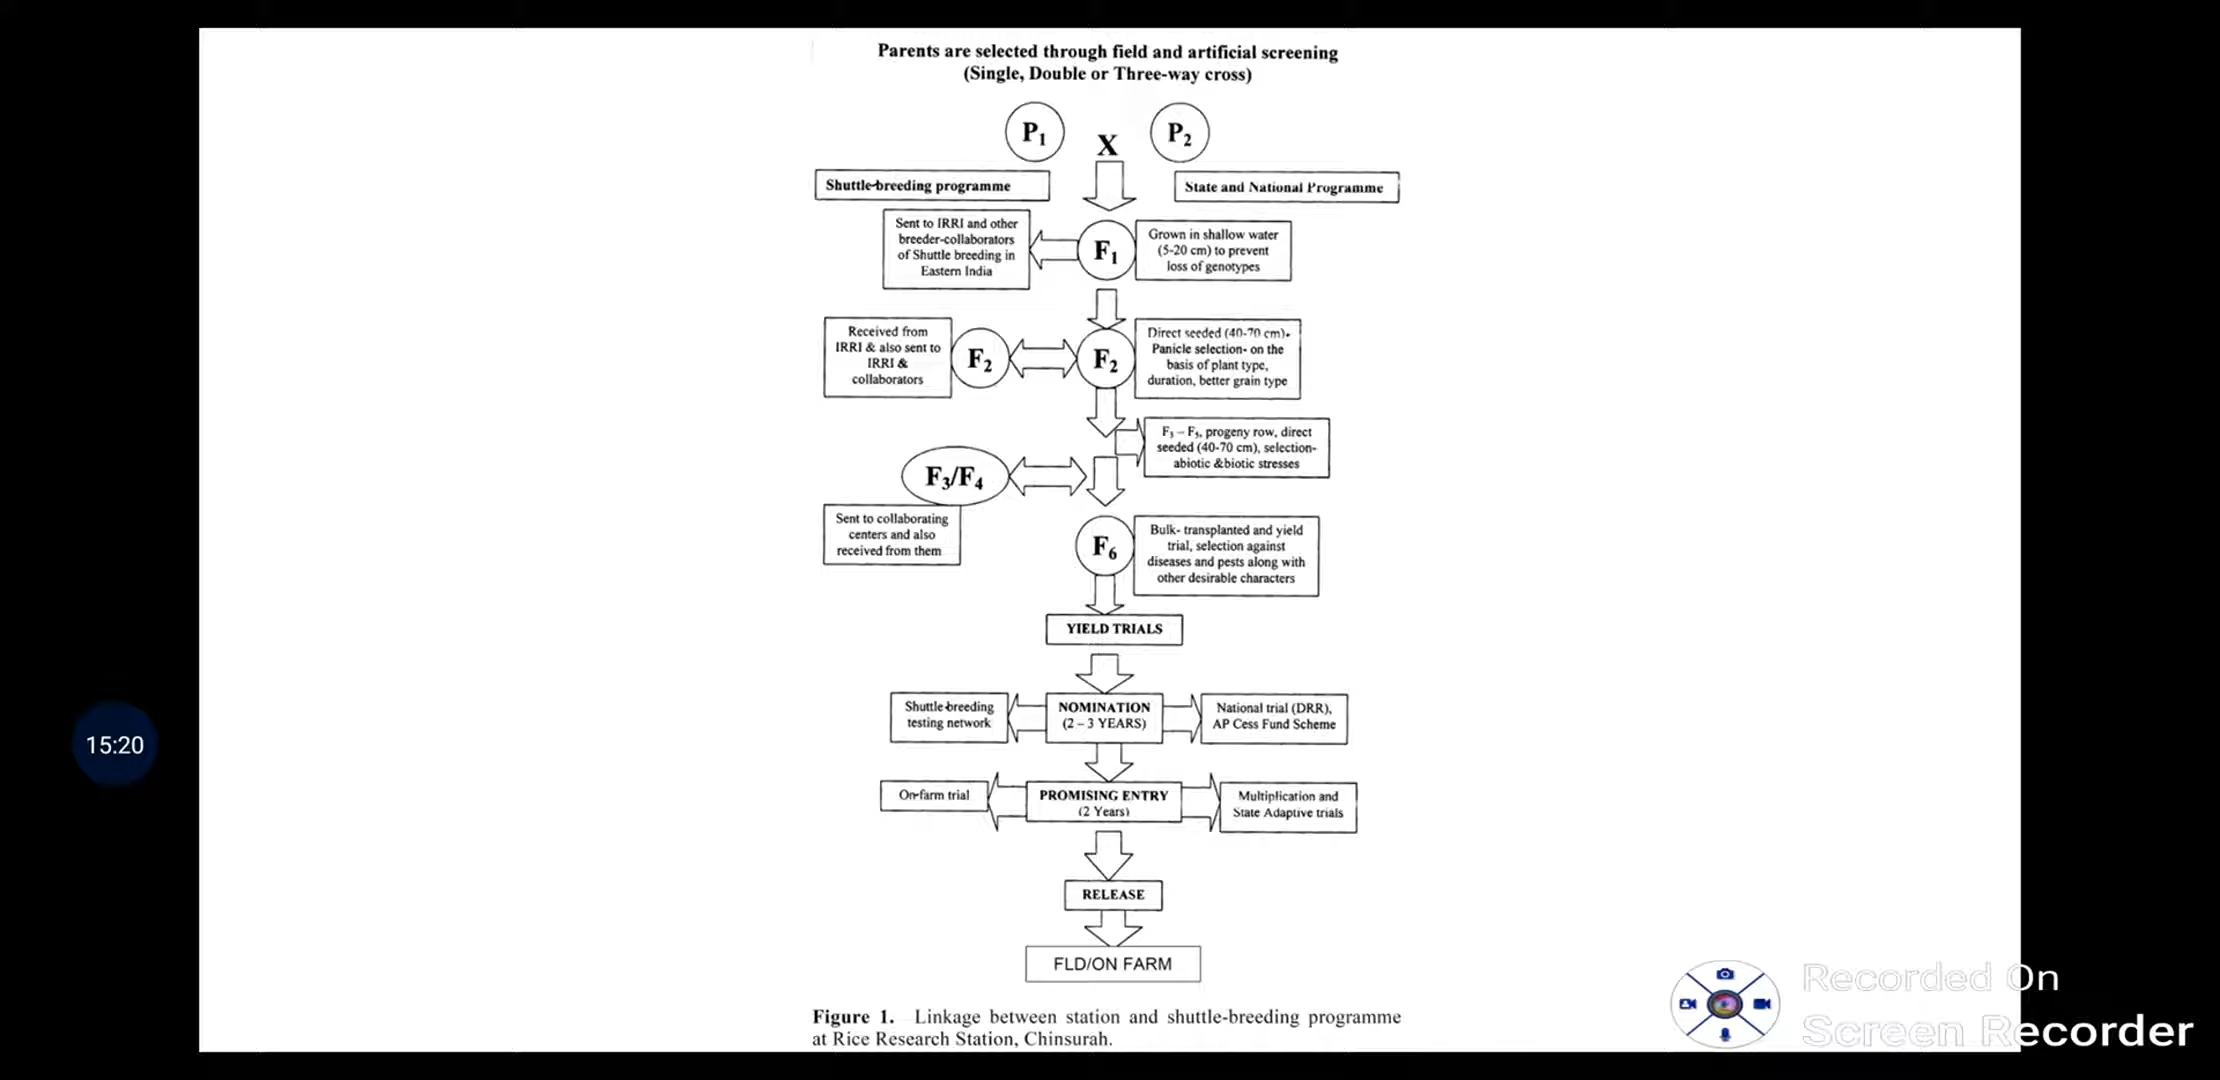 Parents are selected through field and artificial screening
(Single, Double or Three-way cross)
P1
X
P2
Shuttle-breeding programme
State and National Programme
Sent to IRRI and other
breeder-collaborators
of Shuttle breeding in
Eastern India
F1
Grown in shallow water
(5-20 cm) to prevent
loss of genotypes
Received from
IRRI & also sent to
IRRI &
collaborators
F2
F2
Direct seeded (40-70 cm)-
Panicle selection- on the
basis of plant type,
duration, better grain type
F3 – F5, progeny row, direct
seeded (40-70 cm), selection-
abiotic &biotic stresses
F3/F4
Sent to collaborating
centers and also
received from them
F6
Bulk- transplanted and yield
trial, selection against
diseases and pests along with
other desirable characters
YIELD TRIALS
Shuttle-breeding
testing network
NOMINATION
(2 – 3 YEARS)
National trial (DRR),
AP Cess Fund Scheme
On-farm trial
PROMISING ENTRY
(2 Years)
Multiplication and
State Adaptive trials
RELEASE
FLD/ON FARM
Figure 1. Linkage between station and shuttle-breeding programme
at Rice Research Station, Chinsurah.
15:20
Recorded On
Screen Recorder